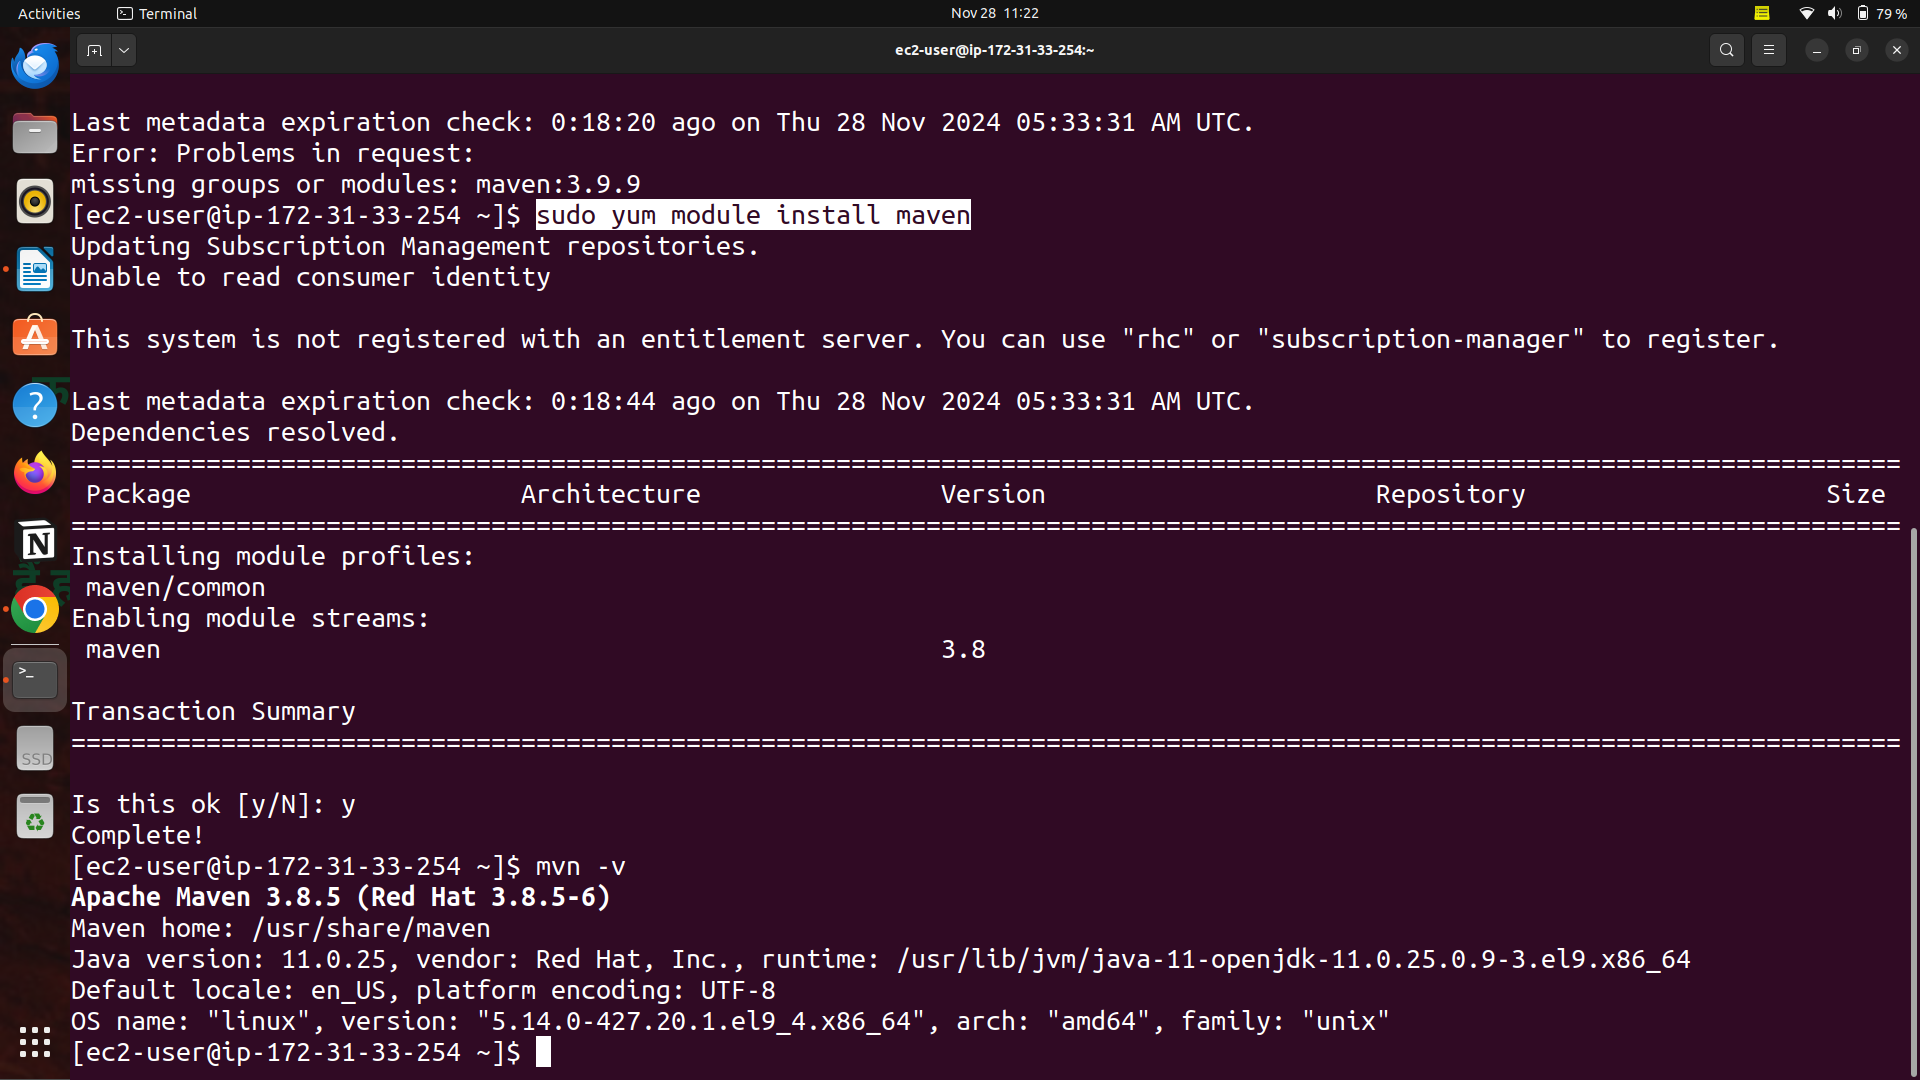 Activities Terminal Nov 28 11:22 79 %
ec2-user@ip-172-31-33-254:~
Last metadata expiration check: 0:18:20 ago on Thu 28 Nov 2024 05:33:31 AM UTC.
Error: Problems in request:
missing groups or modules: maven:3.9.9
[ec2-user@ip-172-31-33-254 ~]$ sudo yum module install maven
Updating Subscription Management repositories.
Unable to read consumer identity
This system is not registered with an entitlement server. You can use "rhc" or "subscription-manager" to register.
Last metadata expiration check: 0:18:44 ago on Thu 28 Nov 2024 05:33:31 AM UTC.
Dependencies resolved.
==========================================================================================================================
Package Architecture Version Repository Size
==========================================================================================================================
Installing module profiles:
maven/common
Enabling module streams:
maven 3.8
Transaction Summary
==========================================================================================================================
Is this ok [y/N]: y
Complete!
[ec2-user@ip-172-31-33-254 ~]$ mvn -v
Apache Maven 3.8.5 (Red Hat 3.8.5-6)
Maven home: /usr/share/maven
Java version: 11.0.25, vendor: Red Hat, Inc., runtime: /usr/lib/jvm/java-11-openjdk-11.0.25.0.9-3.el9.x86_64
Default locale: en_US, platform encoding: UTF-8
OS name: "linux", version: "5.14.0-427.20.1.el9_4.x86_64", arch: "amd64", family: "unix"
[ec2-user@ip-172-31-33-254 ~]$
SSD